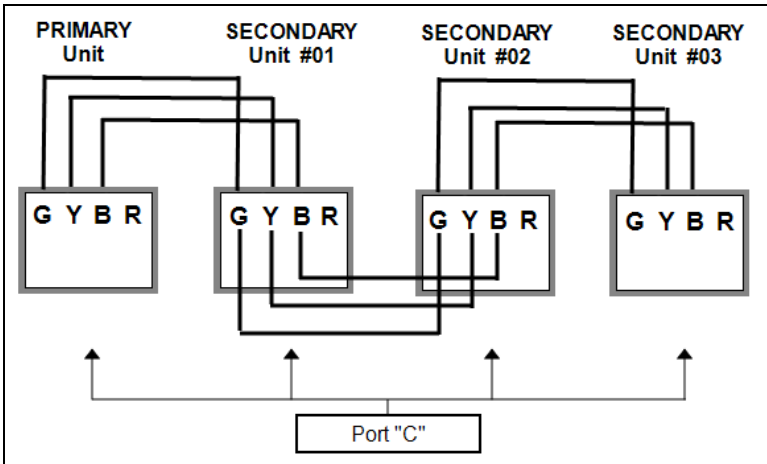 PRIMARY
Unit
SECONDARY
Unit #01
SECONDARY
Unit #02
SECONDARY
Unit #03
G Y B R
G Y B R
G Y B R
G Y B R
Port "C"